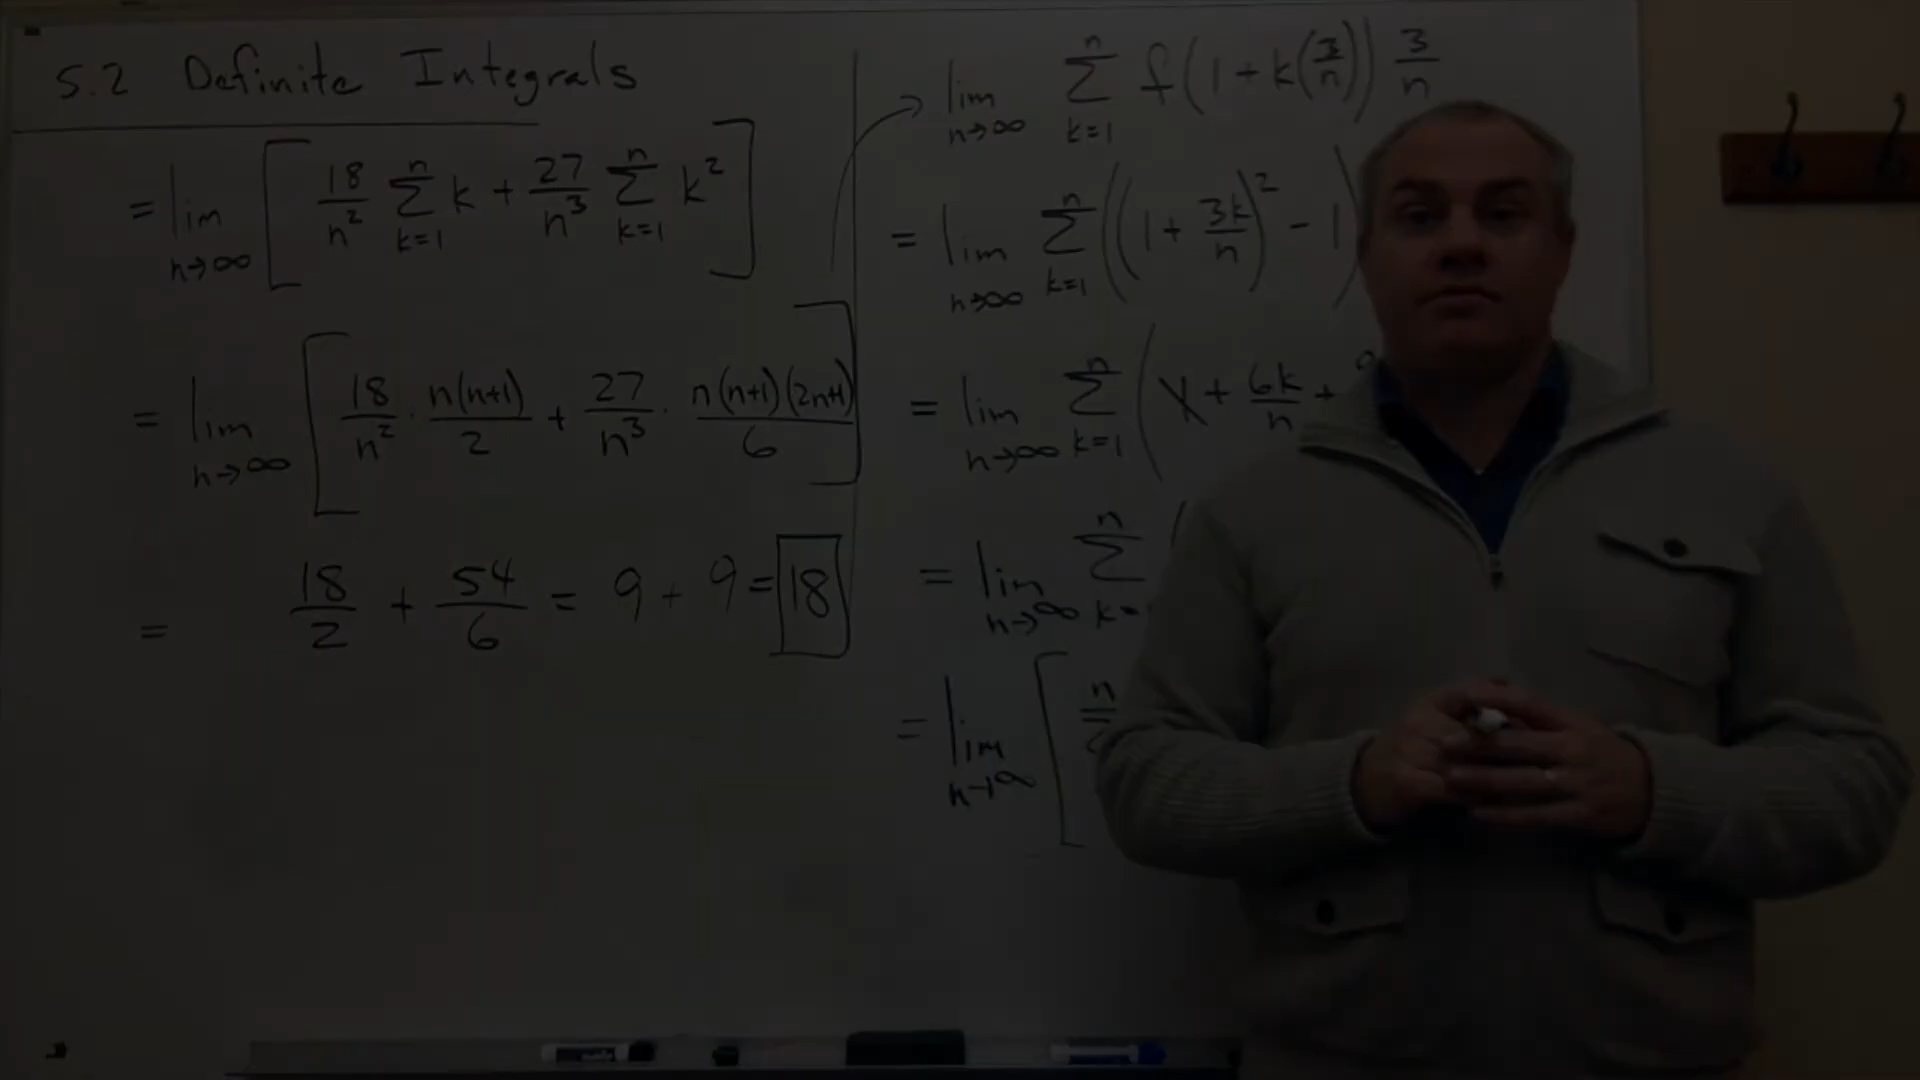 5.2 Definite Integrals
= lim n→∞ [ 18/n² Σ k=1 n k + 27/n³ Σ k=1 n k² ]
= lim n→∞ [ 18/n² · n(n+1)/2 + 27/n³ · n(n+1)(2n+1)/6 ]
= 18/2 + 54/6 = 9 + 9 = 18
lim n→∞ Σ k=1 n f(1+k(3/n)) 3/n
= lim n→∞ Σ k=1 n ((1+3k/n)² - 1)
= lim n→∞ Σ k=1 n (1 + 6k/n +
= lim n→∞ Σ n k= (
= lim n→∞ [ n